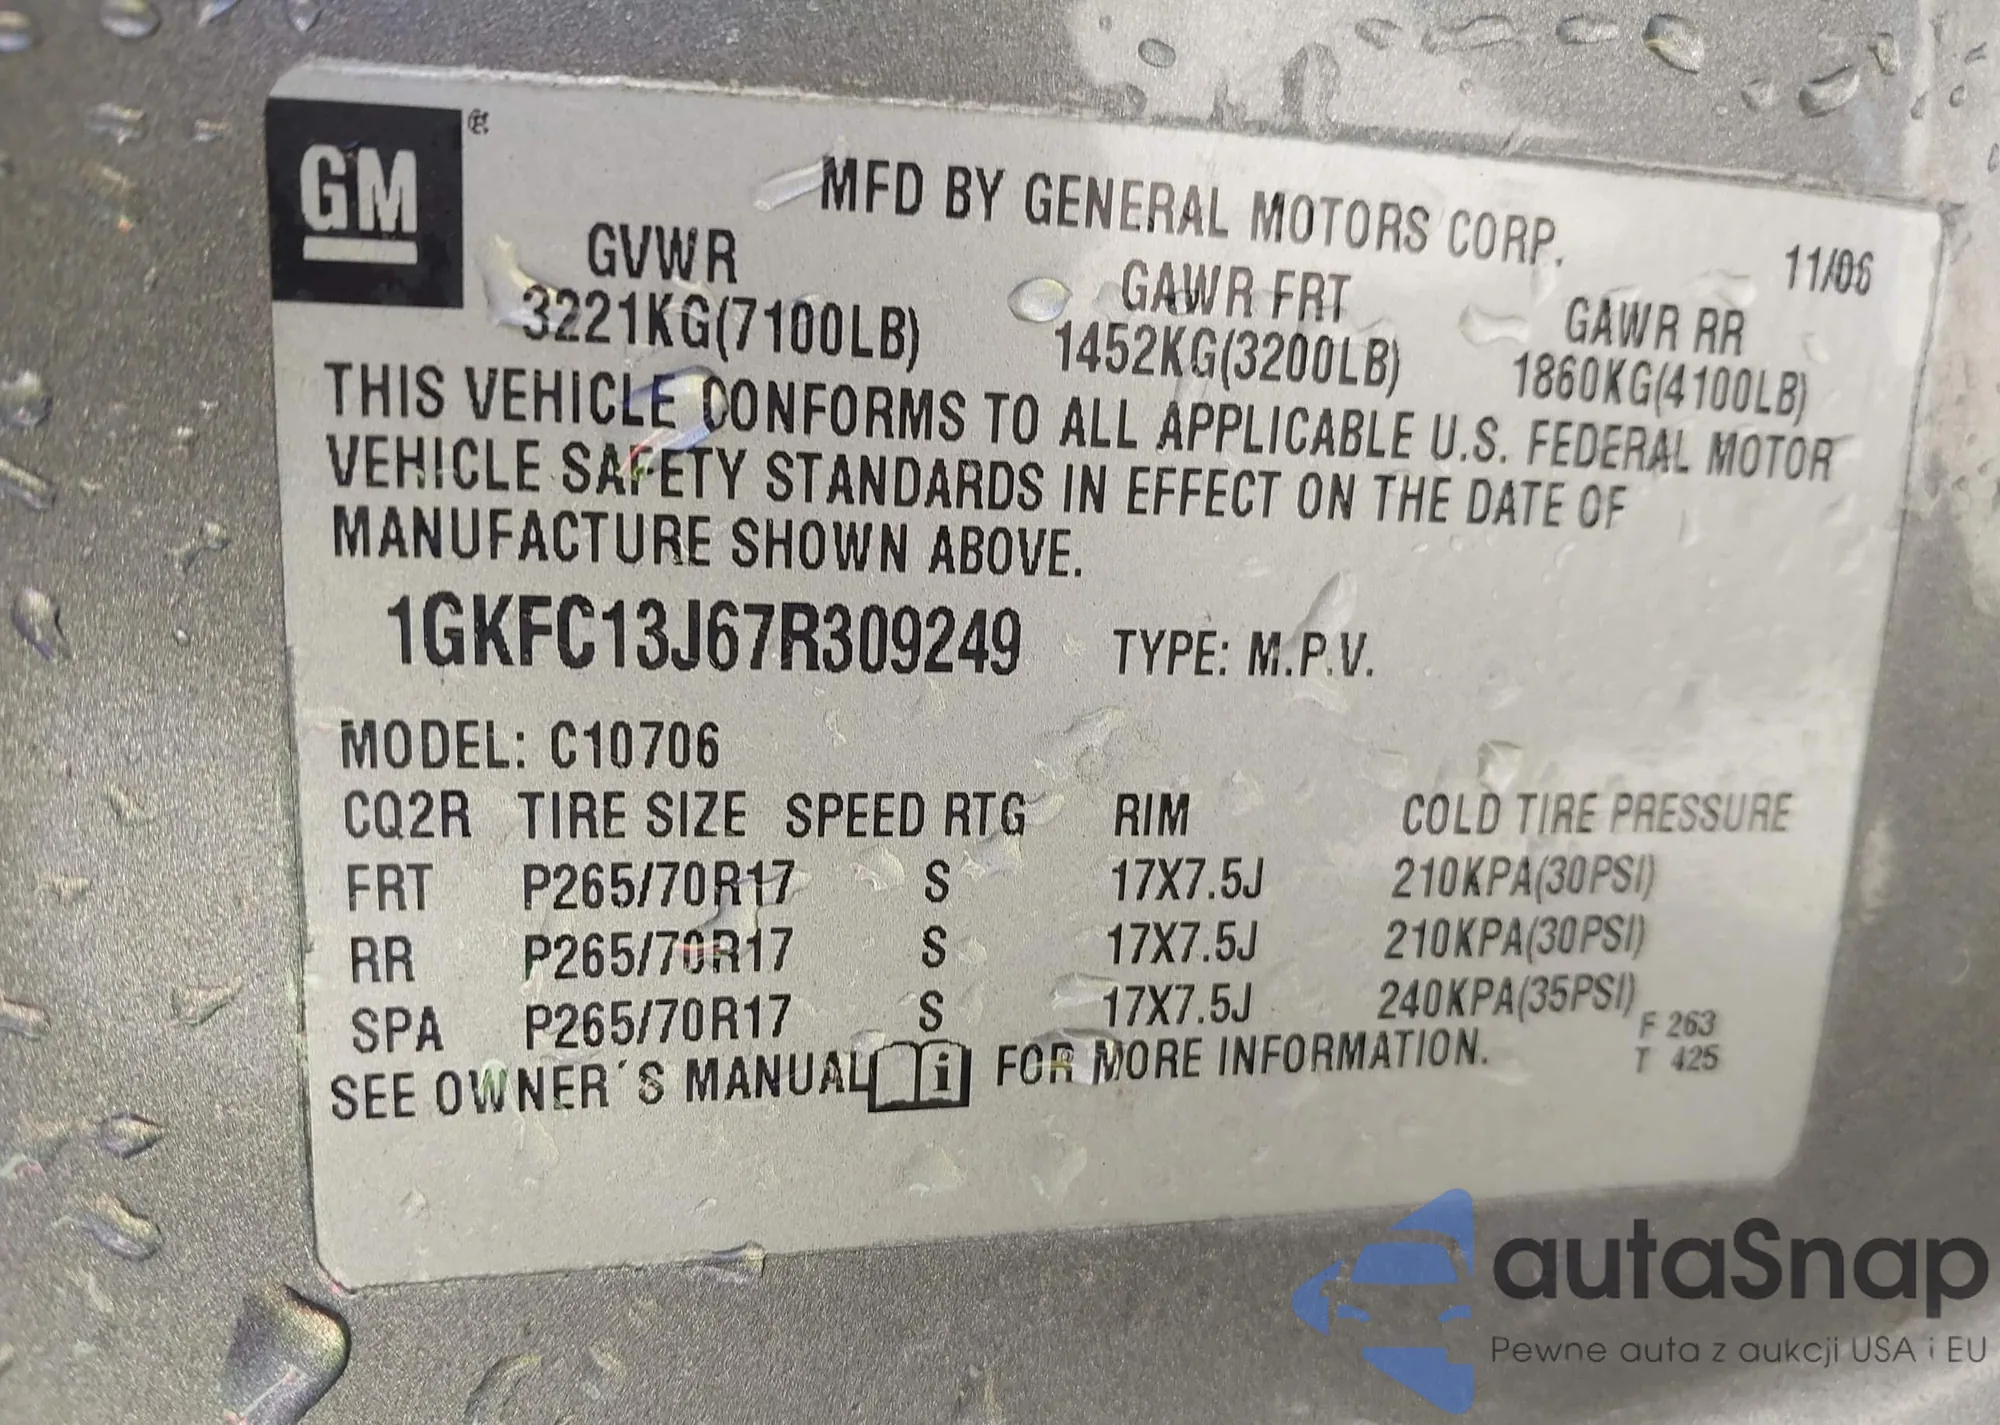 GM
MFD BY GENERAL MOTORS CORP. 11/06
GVWR GAWR FRT GAWR RR
3221KG(7100LB) 1452KG(3200LB) 1860KG(4100LB)
THIS VEHICLE CONFORMS TO ALL APPLICABLE U.S. FEDERAL MOTOR
VEHICLE SAFETY STANDARDS IN EFFECT ON THE DATE OF
MANUFACTURE SHOWN ABOVE.
1GKFC13J67R309249 TYPE: M.P.V.
MODEL: C10706
CQ2R TIRE SIZE SPEED RTG RIM COLD TIRE PRESSURE
FRT P265/70R17 S 17X7.5J 210KPA(30PSI)
RR P265/70R17 S 17X7.5J 210KPA(30PSI)
SPA P265/70R17 S 17X7.5J 240KPA(35PSI)
F 263
T 425
SEE OWNER´S MANUAL i FOR MORE INFORMATION.
autaSnap
Pewne auta z aukcji USA i EU